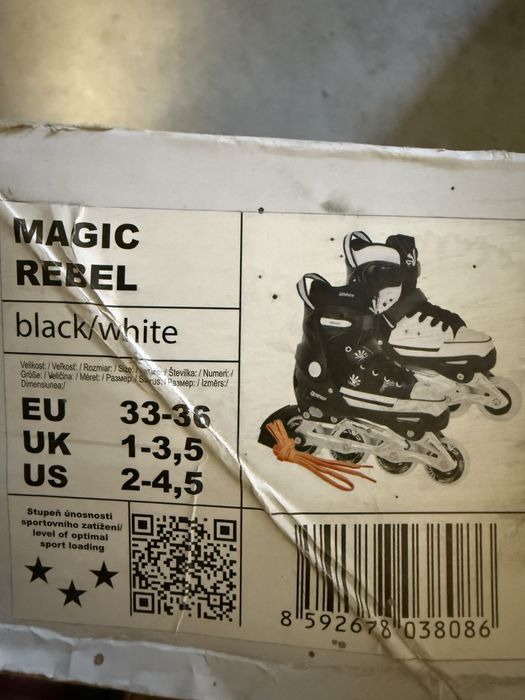 MAGIC
REBEL
black/white
Velikost: / Veľkosť: / Rozmiar: / Size: / Števílka: / Numeri: /
Größe: / Veličina: / Méret: / Размер: / Размер: / Izmērs:/
Dimensiunea:/
EU 33-36
UK 1-3,5
US 2-4,5
Stupeň únosnosti
sportovního zatížení/
level of optimal
sport loading
8 592678 038086